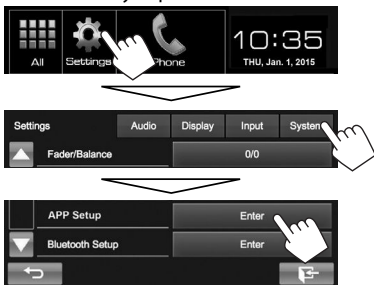 10:35
All Settings Phone THU, Jan. 1, 2015
Settings Audio Display Input System
Fader/Balance 0/0
APP Setup Enter
Bluetooth Setup Enter